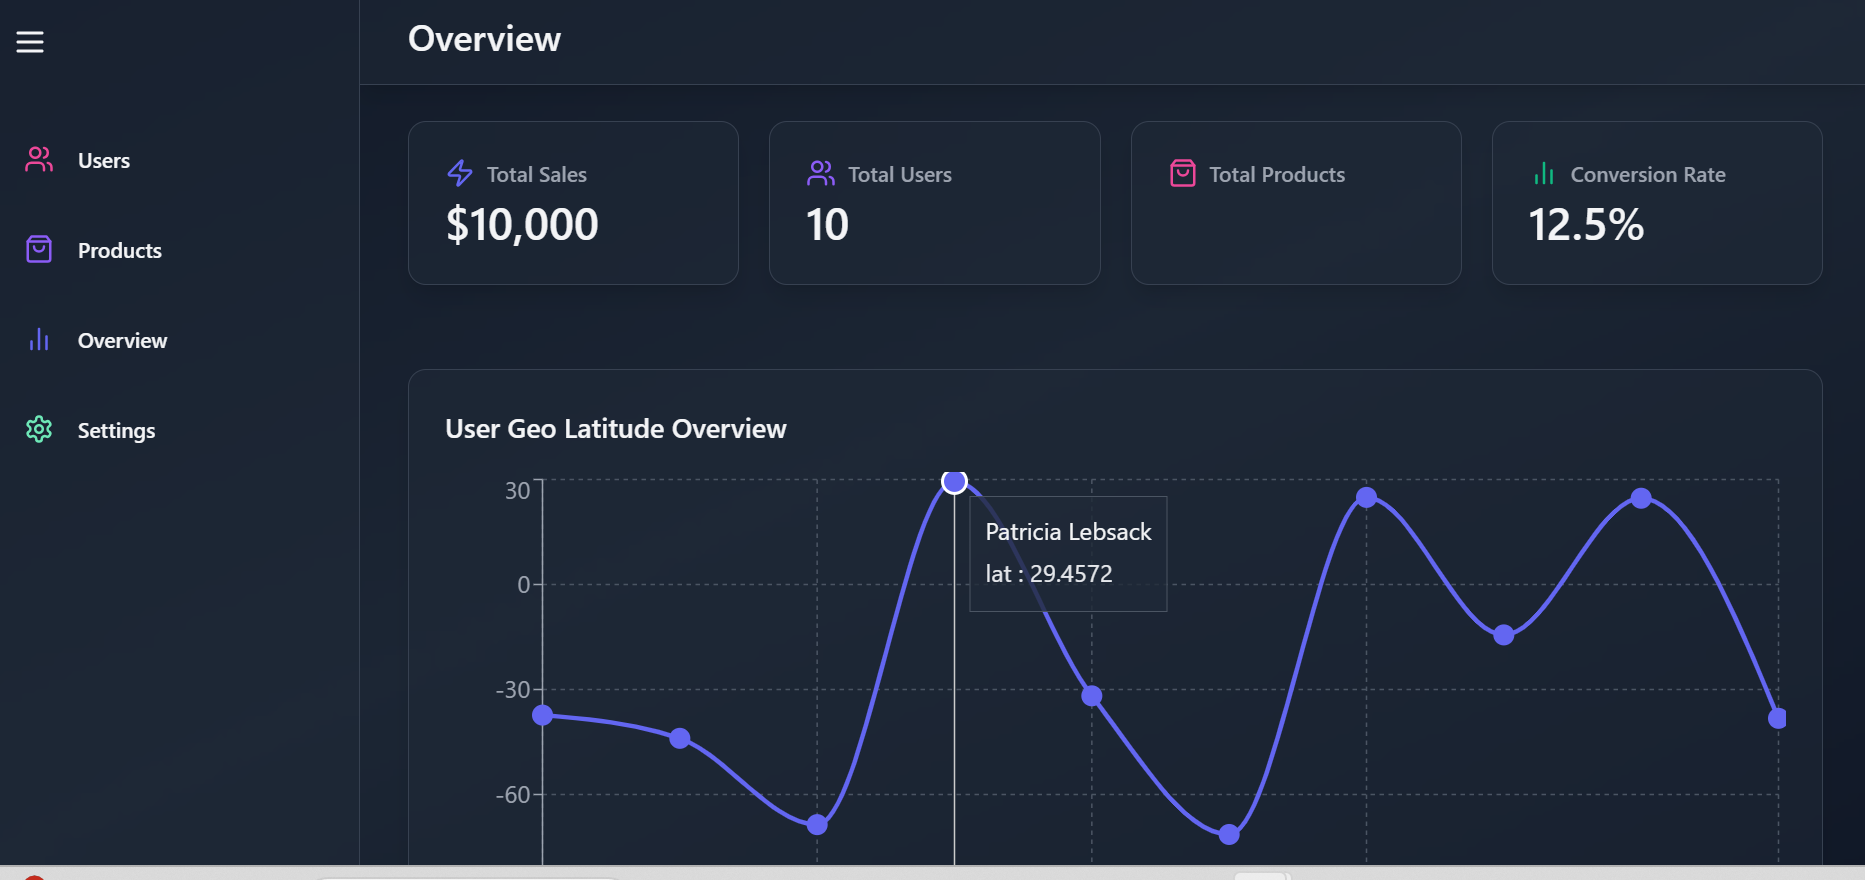 Overview
Users
Products
Overview
Settings
Total Sales
$10,000
Total Users
10
Total Products
Conversion Rate
12.5%
User Geo Latitude Overview
30
0
-30
-60
Patricia Lebsack
lat : 29.4572